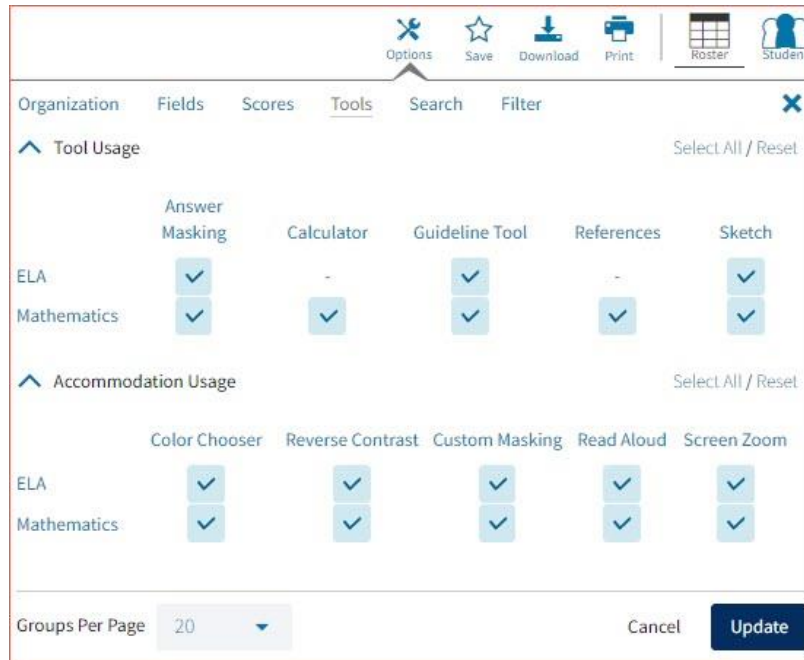 Options Save Download Print Roster Studen
Organization Fields Scores Tools Search Filter
Tool Usage Select All / Reset
Answer
Masking Calculator Guideline Tool References Sketch
ELA - -
Mathematics
Accommodation Usage Select All / Reset
Color Chooser Reverse Contrast Custom Masking Read Aloud Screen Zoom
ELA
Mathematics
Groups Per Page 20 Cancel Update